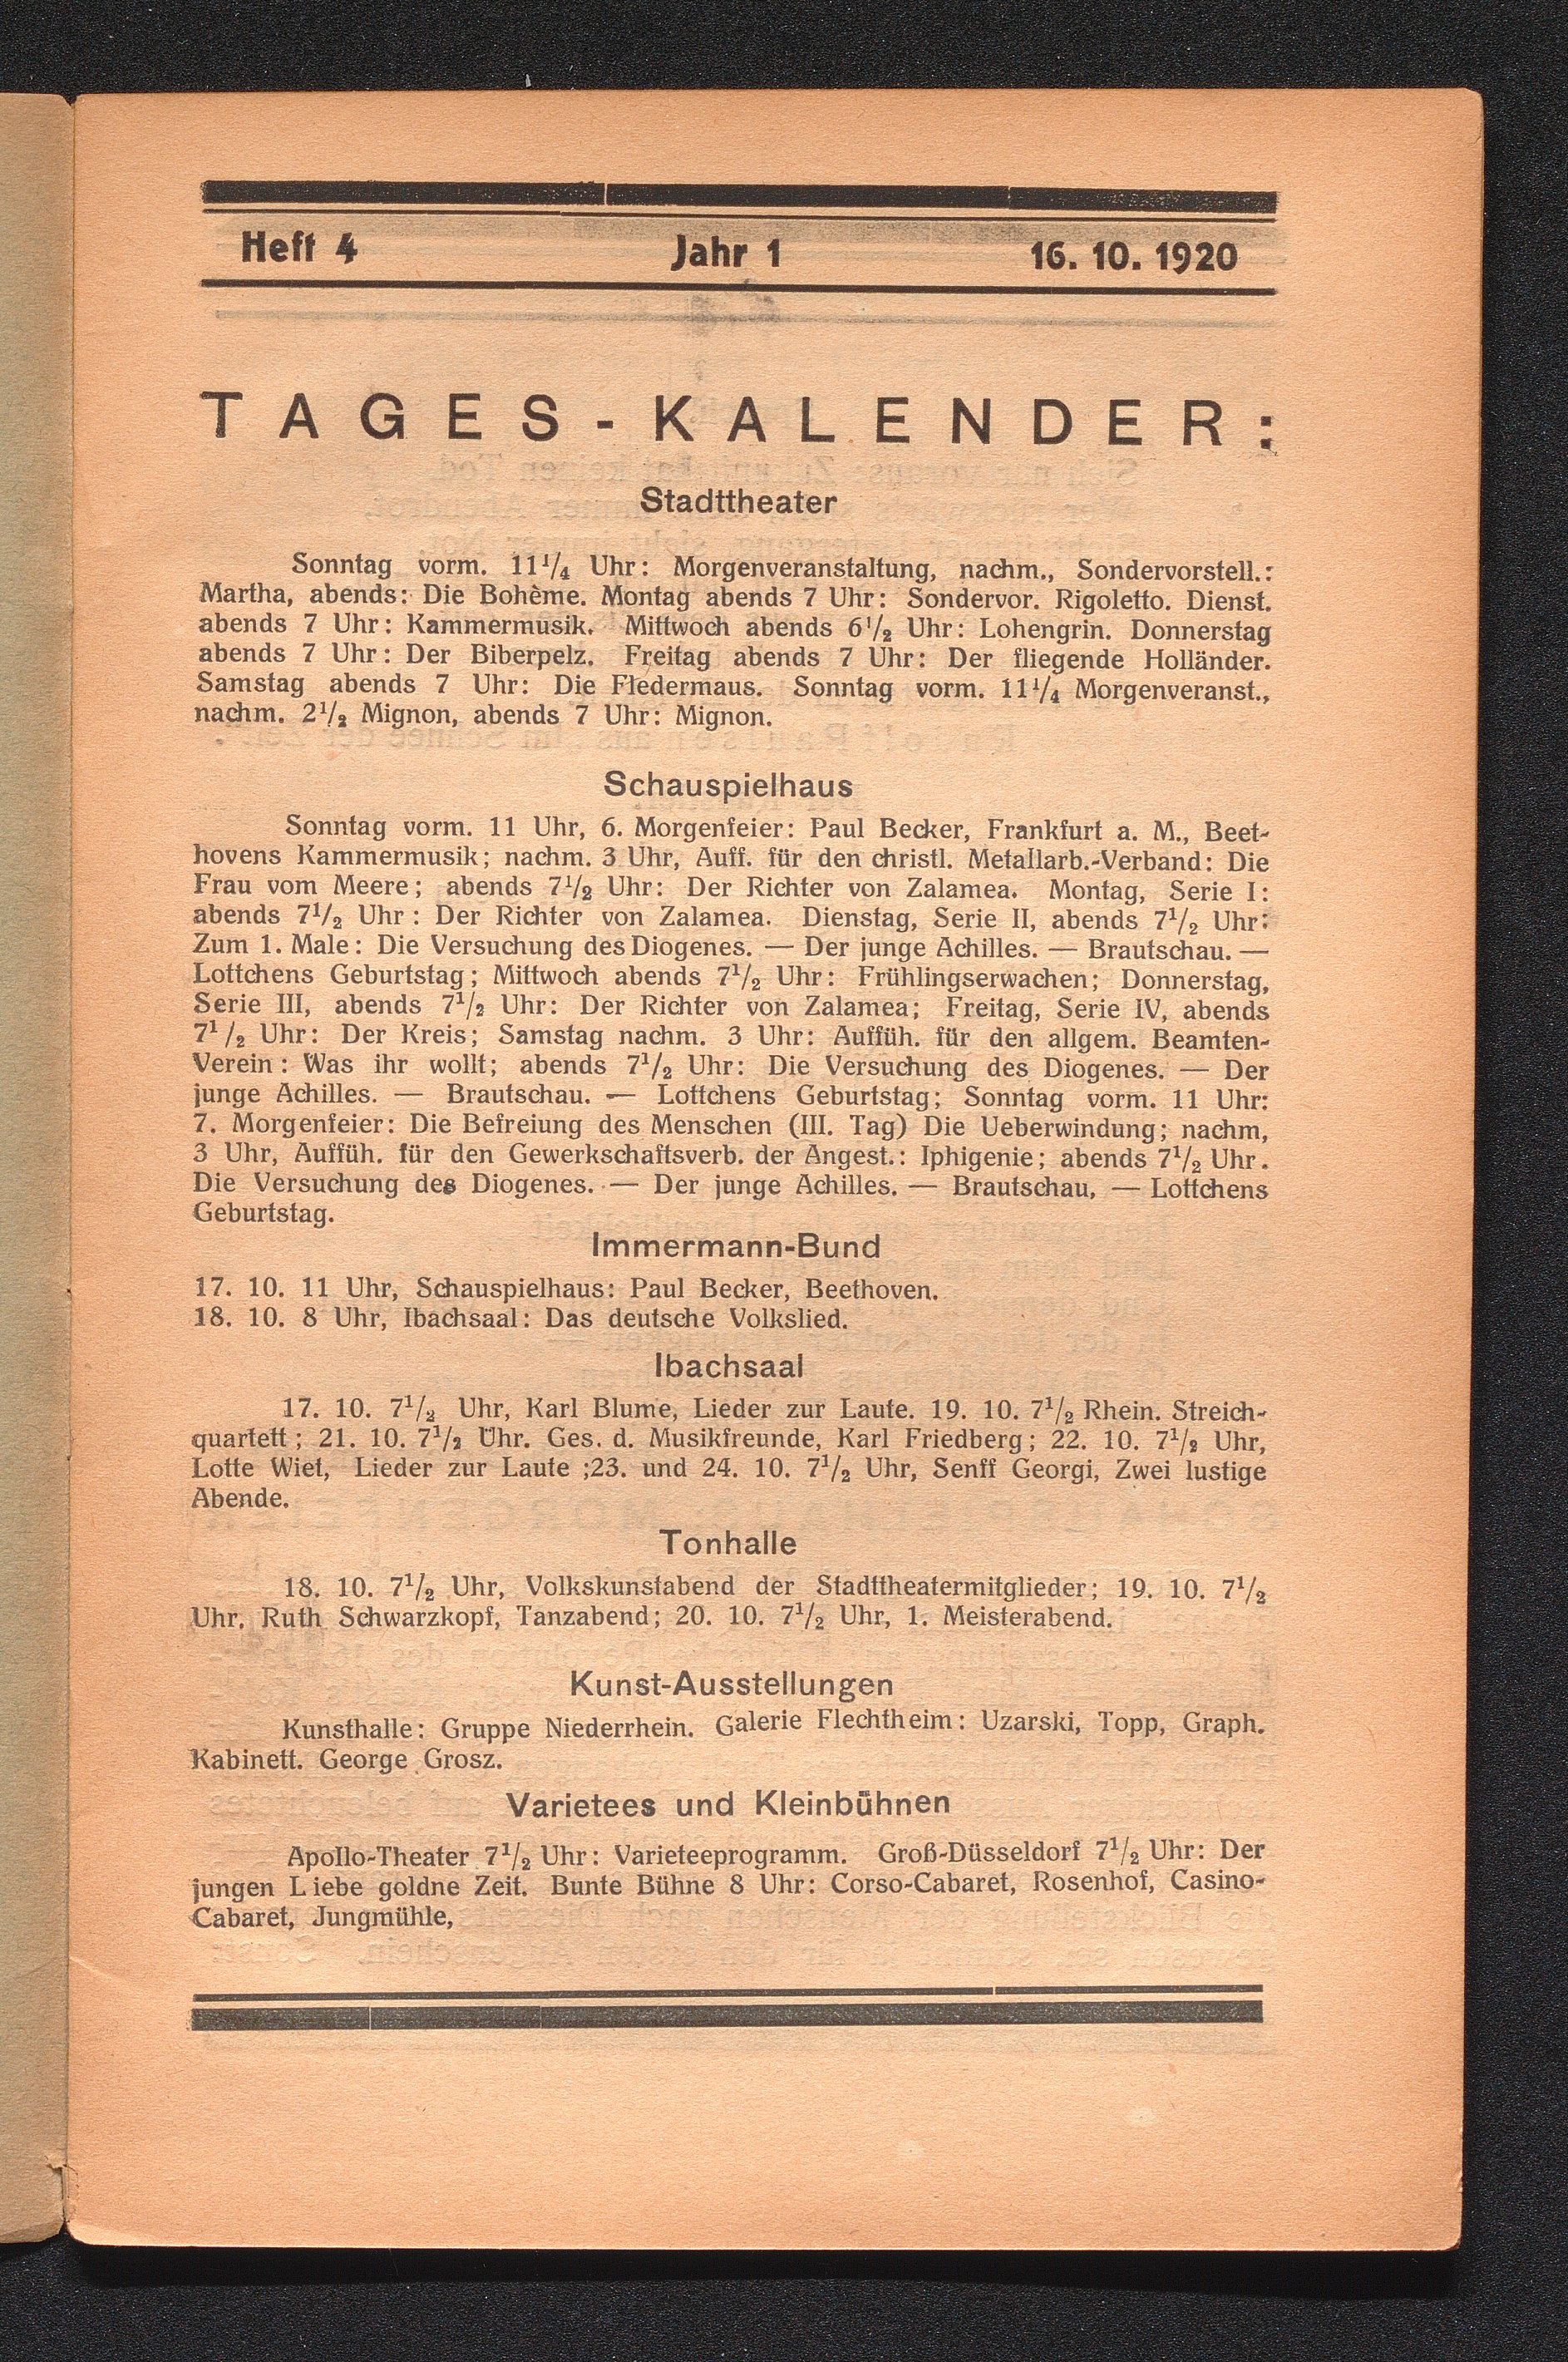 Heft 4 Jahr 1 16. 10. 1920
TAGES-KALENDER:
Stadttheater
Sonntag vorm. 11¹/₄ Uhr: Morgenveranstaltung, nachm., Sondervorstell.:
Martha, abends: Die Bohème. Montag abends 7 Uhr: Sondervor. Rigoletto. Dienst.
abends 7 Uhr: Kammermusik. Mittwoch abends 6¹/₂ Uhr: Lohengrin. Donnerstag
abends 7 Uhr: Der Biberpelz. Freitag abends 7 Uhr: Der fliegende Holländer.
Samstag abends 7 Uhr: Die Fledermaus. Sonntag vorm. 11¹/₄ Morgenveranst.,
nachm. 2¹/₂ Mignon, abends 7 Uhr: Mignon.
Schauspielhaus
Sonntag vorm. 11 Uhr, 6. Morgenfeier: Paul Becker, Frankfurt a. M., Beet-
hovens Kammermusik; nachm. 3 Uhr, Auff. für den christl. Metallarb.-Verband: Die
Frau vom Meere; abends 7¹/₂ Uhr: Der Richter von Zalamea. Montag, Serie I:
abends 7¹/₂ Uhr: Der Richter von Zalamea. Dienstag, Serie II, abends 7¹/₂ Uhr:
Zum 1. Male: Die Versuchung des Diogenes. — Der junge Achilles. — Brautschau. —
Lottchens Geburtstag; Mittwoch abends 7¹/₂ Uhr: Frühlingserwachen; Donnerstag,
Serie III, abends 7¹/₂ Uhr: Der Richter von Zalamea; Freitag, Serie IV, abends
7¹/₂ Uhr: Der Kreis; Samstag nachm. 3 Uhr: Aufführ. für den allgem. Beamten-
Verein: Was ihr wollt; abends 7¹/₂ Uhr: Die Versuchung des Diogenes. — Der
junge Achilles. — Brautschau. — Lottchens Geburtstag; Sonntag vorm. 11 Uhr:
7. Morgenfeier: Die Befreiung des Menschen (III. Tag) Die Ueberwindung; nachm,
3 Uhr, Auffüh. für den Gewerkschaftsverb. der Angest.: Iphigenie; abends 7¹/₂ Uhr.
Die Versuchung des Diogenes. — Der junge Achilles. — Brautschau, — Lottchens
Geburtstag.
Immermann-Bund
17. 10. 11 Uhr, Schauspielhaus: Paul Becker, Beethoven.
18. 10. 8 Uhr, Ibachsaal: Das deutsche Volkslied.
Ibachsaal
17. 10. 7¹/₂ Uhr, Karl Blume, Lieder zur Laute. 19. 10. 7¹/₂ Rhein. Streich-
quartett; 21. 10. 7¹/₂ Uhr. Ges. d. Musikfreunde, Karl Friedberg; 22. 10. 7¹/₂ Uhr,
Lotte Wiet, Lieder zur Laute ;23. und 24. 10. 7¹/₂ Uhr, Senff Georgi, Zwei lustige
Abende.
Tonhalle
18. 10. 7¹/₂ Uhr, Volkskunstabend der Stadttheatermitglieder; 19. 10. 7¹/₂
Uhr. Ruth Schwarzkopf, Tanzabend; 20. 10. 7¹/₂ Uhr, 1. Meisterabend.
Kunst-Ausstellungen
Kunsthalle: Gruppe Niederrhein. Galerie Flechtheim: Uzarski, Topp, Graph.
Kabinett. George Grosz.
Varietees und Kleinbühnen
Apollo-Theater 7¹/₂ Uhr: Varieteeprogramm. Groß-Düsseldorf 7¹/₂ Uhr: Der
jungen Liebe goldne Zeit. Bunte Bühne 8 Uhr: Corso-Cabaret, Rosenhof, Casino-
Cabaret, Jungmühle,